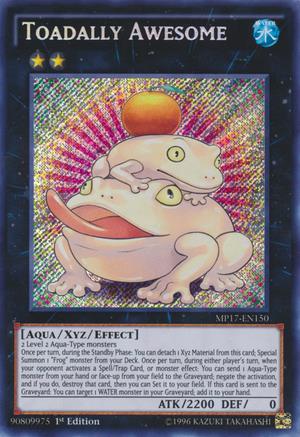 TOADALLY AWESOME
WATER
水
MP17-EN150
[AQUA/XYZ/EFFECT]
2 Level 2 Aqua-Type monsters
Once per turn, during the Standby Phase: You can detach 1 Xyz Material from this card; Special
Summon 1 "Frog" monster from your Deck. Once per turn, during either player's turn, when
your opponent activates a Spell/Trap Card, or monster effect: You can send 1 Aqua-Type
monster from your hand or face-up from your field to the Graveyard; negate the activation,
and if you do, destroy that card, then you can Set it to your field. If this card is sent to the
Graveyard: You can target 1 WATER monster in your Graveyard; add it to your hand.
ATK/2200 DEF/ 0
90809975 1st Edition ©1996 KAZUKI TAKAHASHI